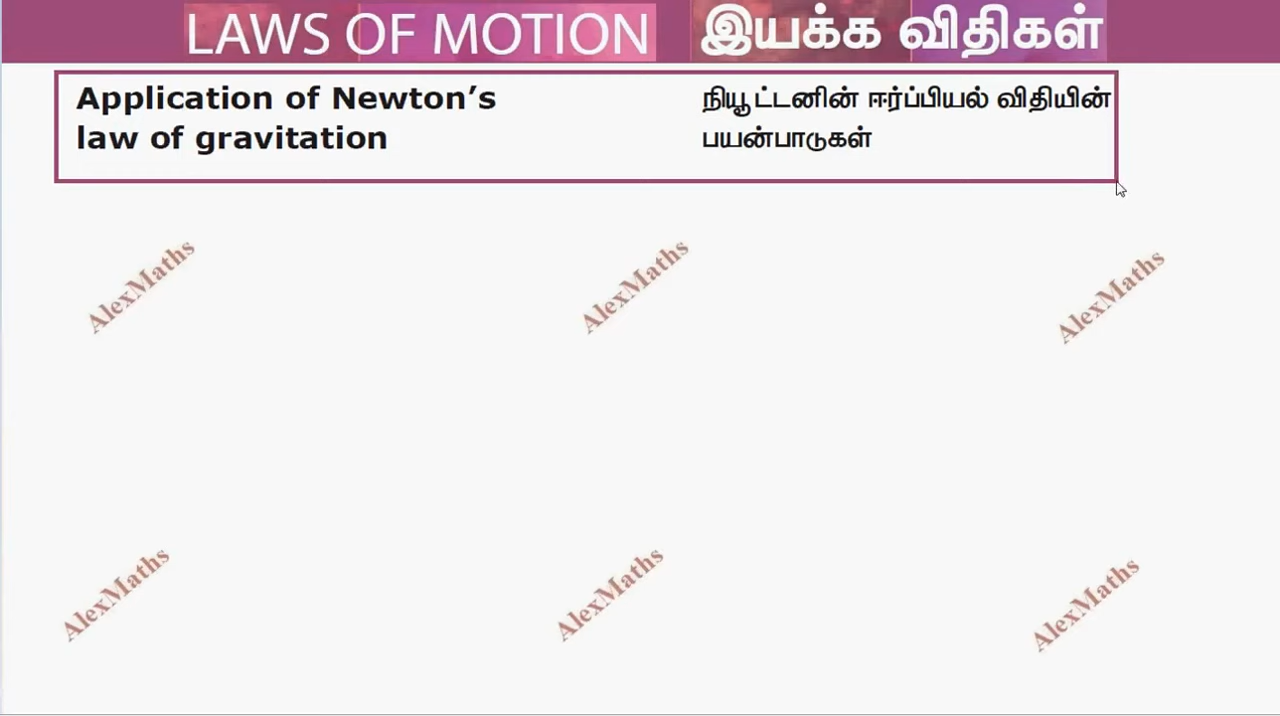 LAWS OF MOTION இயக்க விதிகள்
Application of Newton's
law of gravitation
நியூட்டனின் ஈர்ப்பியல் விதியின்
பயன்பாடுகள்
AlexMaths
AlexMaths
AlexMaths
AlexMaths
AlexMaths
AlexMaths